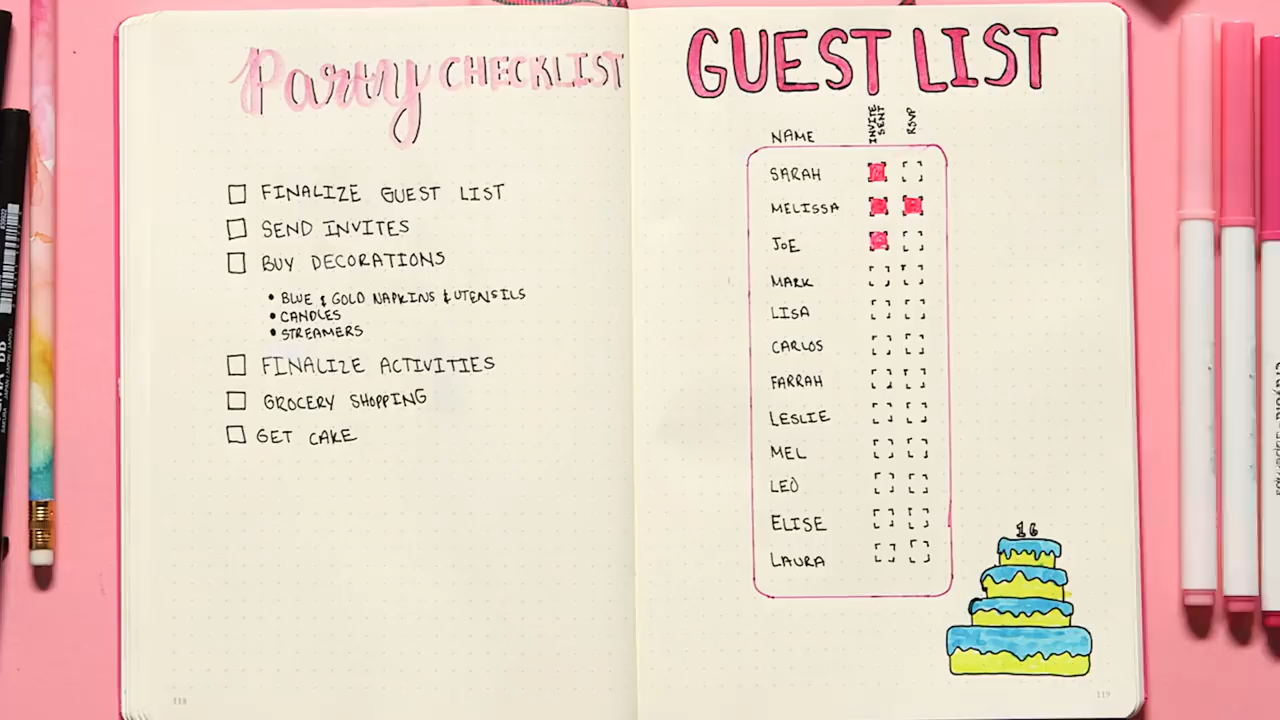 Party CHECKLIST
FINALIZE GUEST LIST
SEND INVITES
BUY DECORATIONS
• BLUE & GOLD NAPKINS & UTENSILS
• CANDLES
• STREAMERS
FINALIZE ACTIVITIES
GROCERY SHOPPING
GET CAKE
118
GUEST LIST
NAME INVITE SENT RSVP
SARAH
MELISSA
JOE
MARK
LISA
CARLOS
FARRAH
LESLIE
MEL
LEO
ELISE
LAURA
16
119